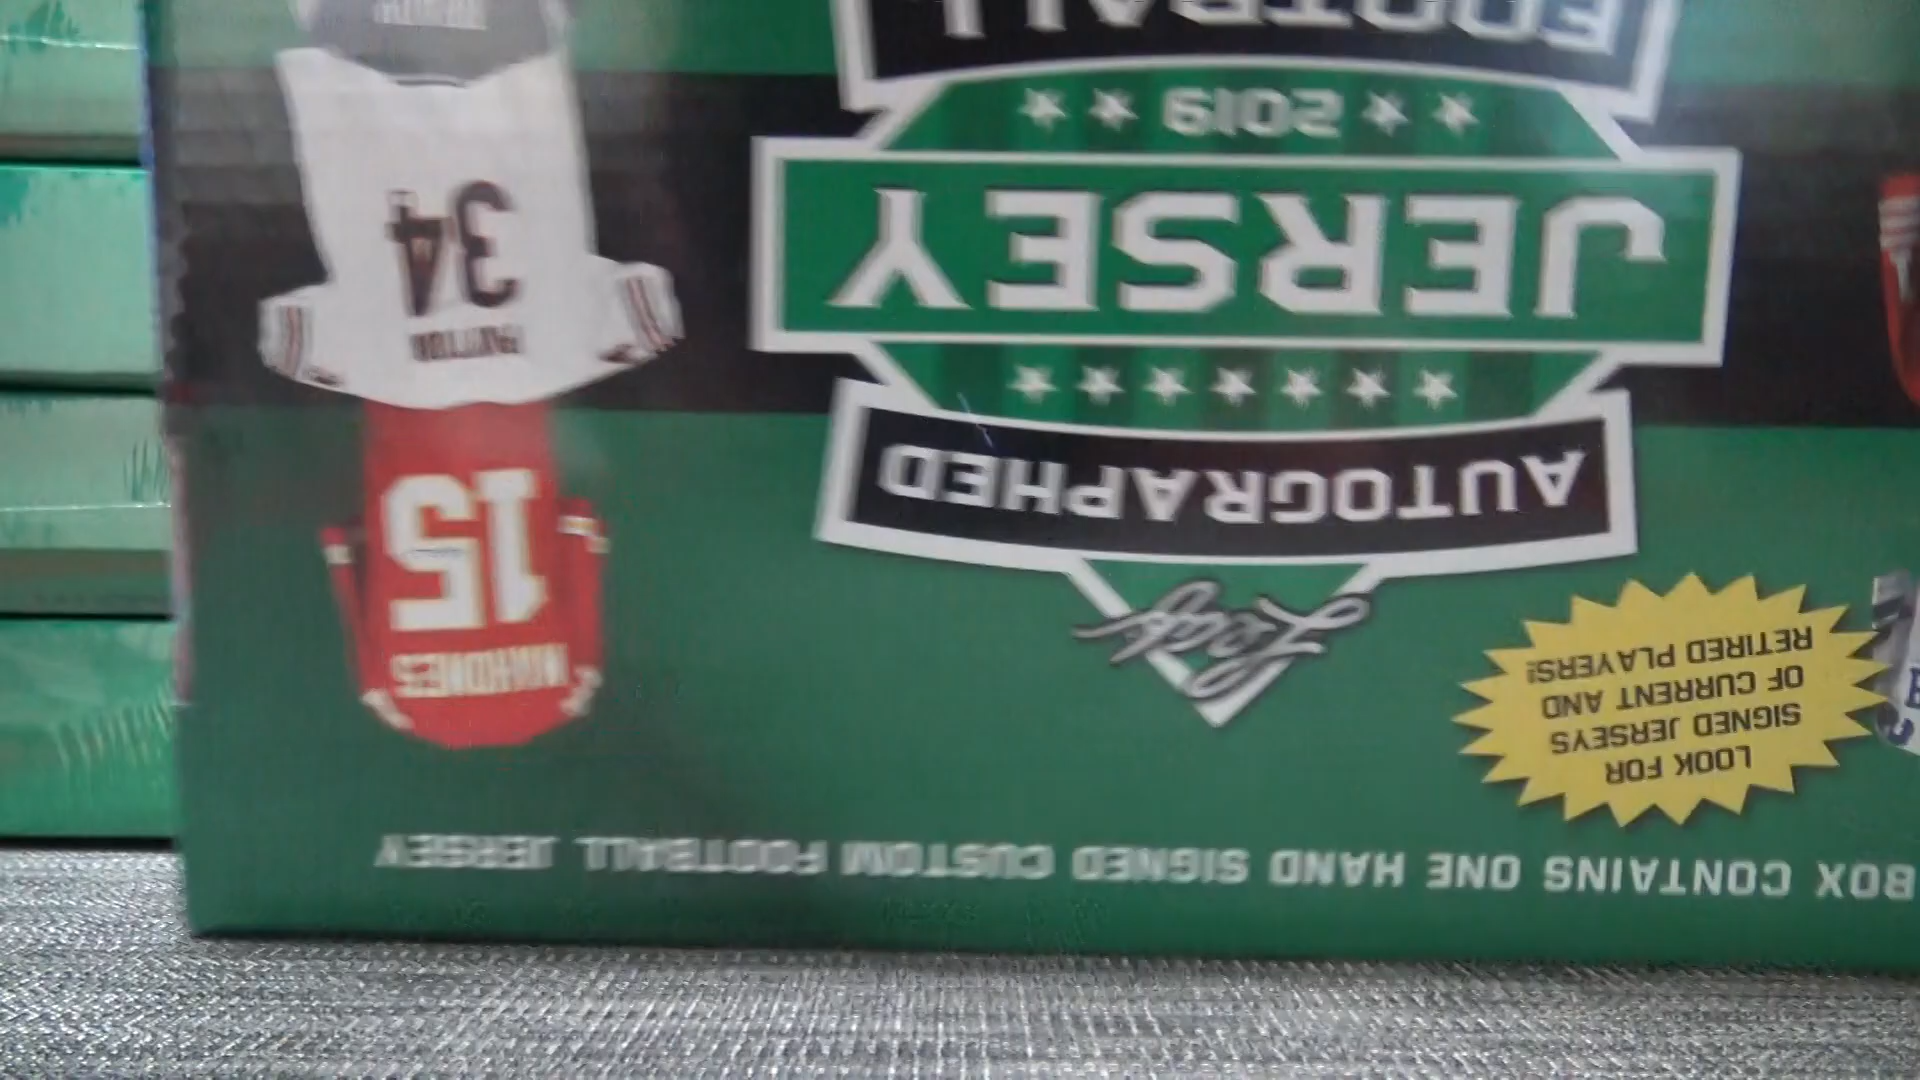 BOX CONTAINS ONE HAND SIGNED CUSTOM FOOTBALL JERSEY
LOOK FOR
SIGNED JERSEYS
OF CURRENT AND
RETIRED PLAYERS!
Leaf
AUTOGRAPHED
JERSEY
2019
FOOTBALL
MAHOMES
15
PAYTON
34